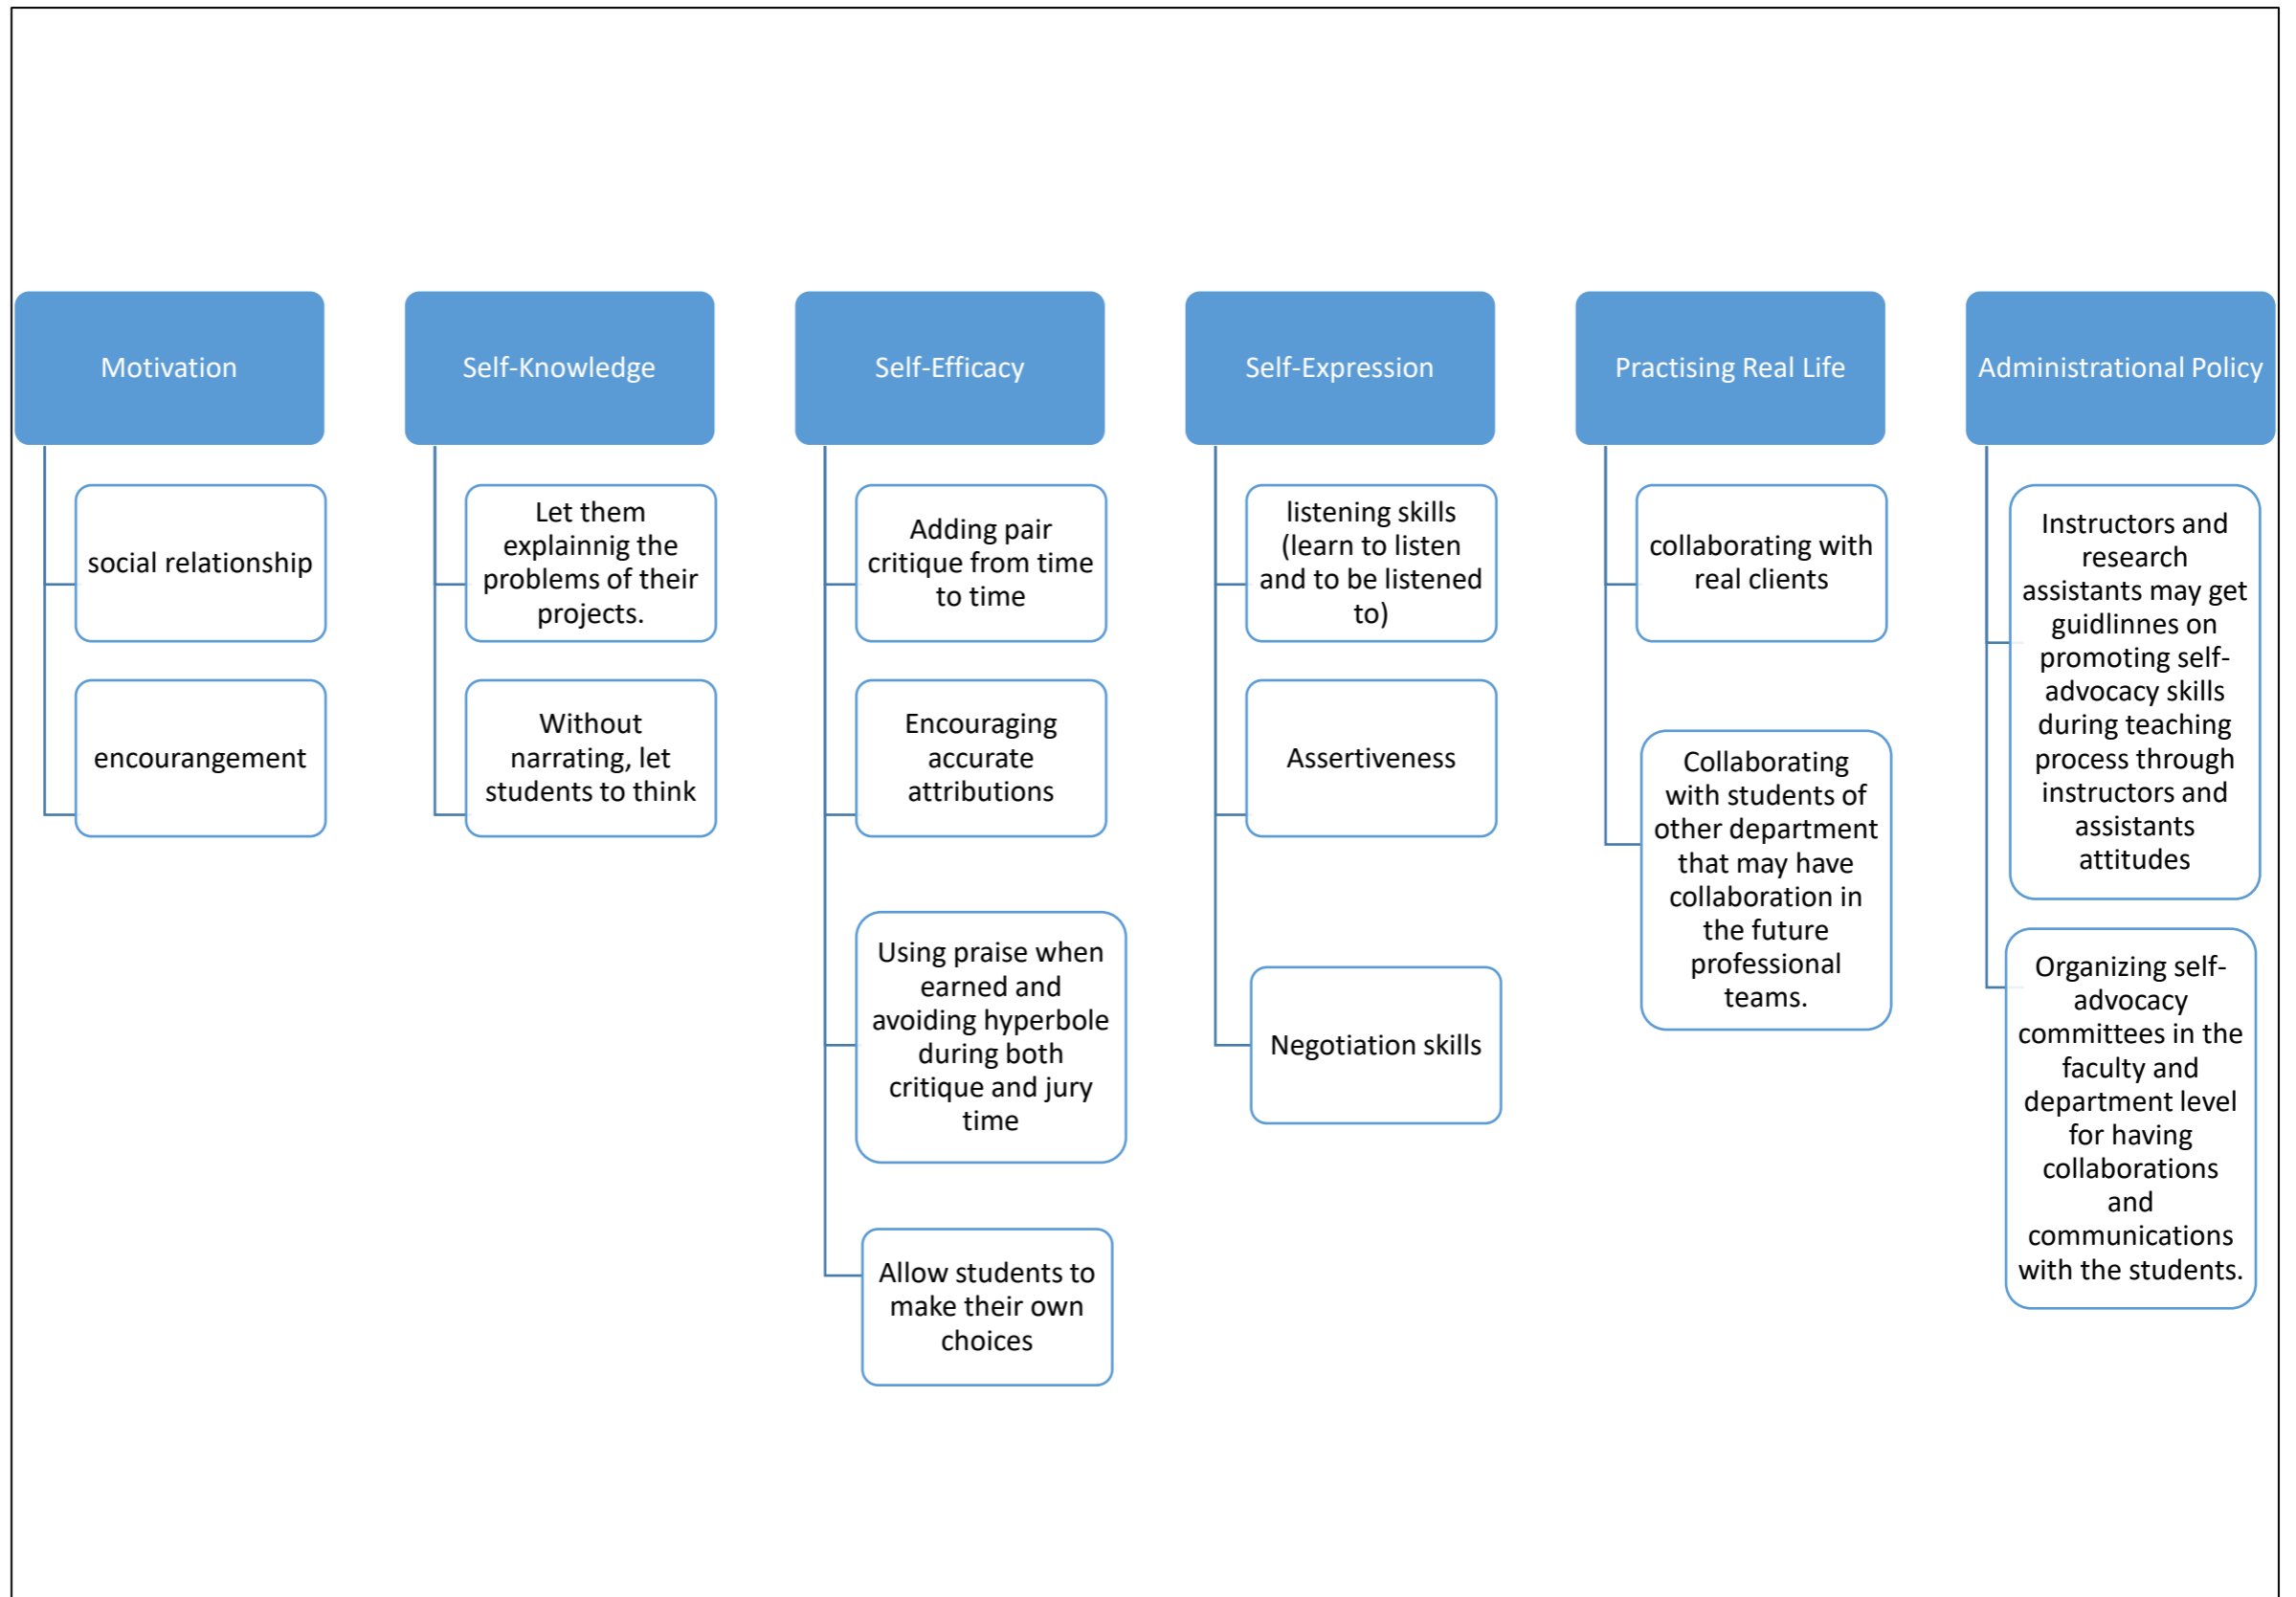 Motivation
social relationship
encourangement
Self-Knowledge
Let them
explainnig the
problems of their
projects.
Without
narrating, let
students to think
Self-Efficacy
Adding pair
critique from time
to time
Encouraging
accurate
attributions
Using praise when
earned and
avoiding hyperbole
during both
critique and jury
time
Allow students to
make their own
choices
Self-Expression
listening skills
(learn to listen
and to be listened
to)
Assertiveness
Negotiation skills
Practising Real Life
collaborating with
real clients
Collaborating
with students of
other department
that may have
collaboration in
the future
professional
teams.
Administrational Policy
Instructors and
research
assistants may get
guidlinnes on
promoting self-
advocacy skills
during teaching
process through
instructors and
assistants
attitudes
Organizing self-
advocacy
committees in the
faculty and
department level
for having
collaborations
and
communications
with the students.